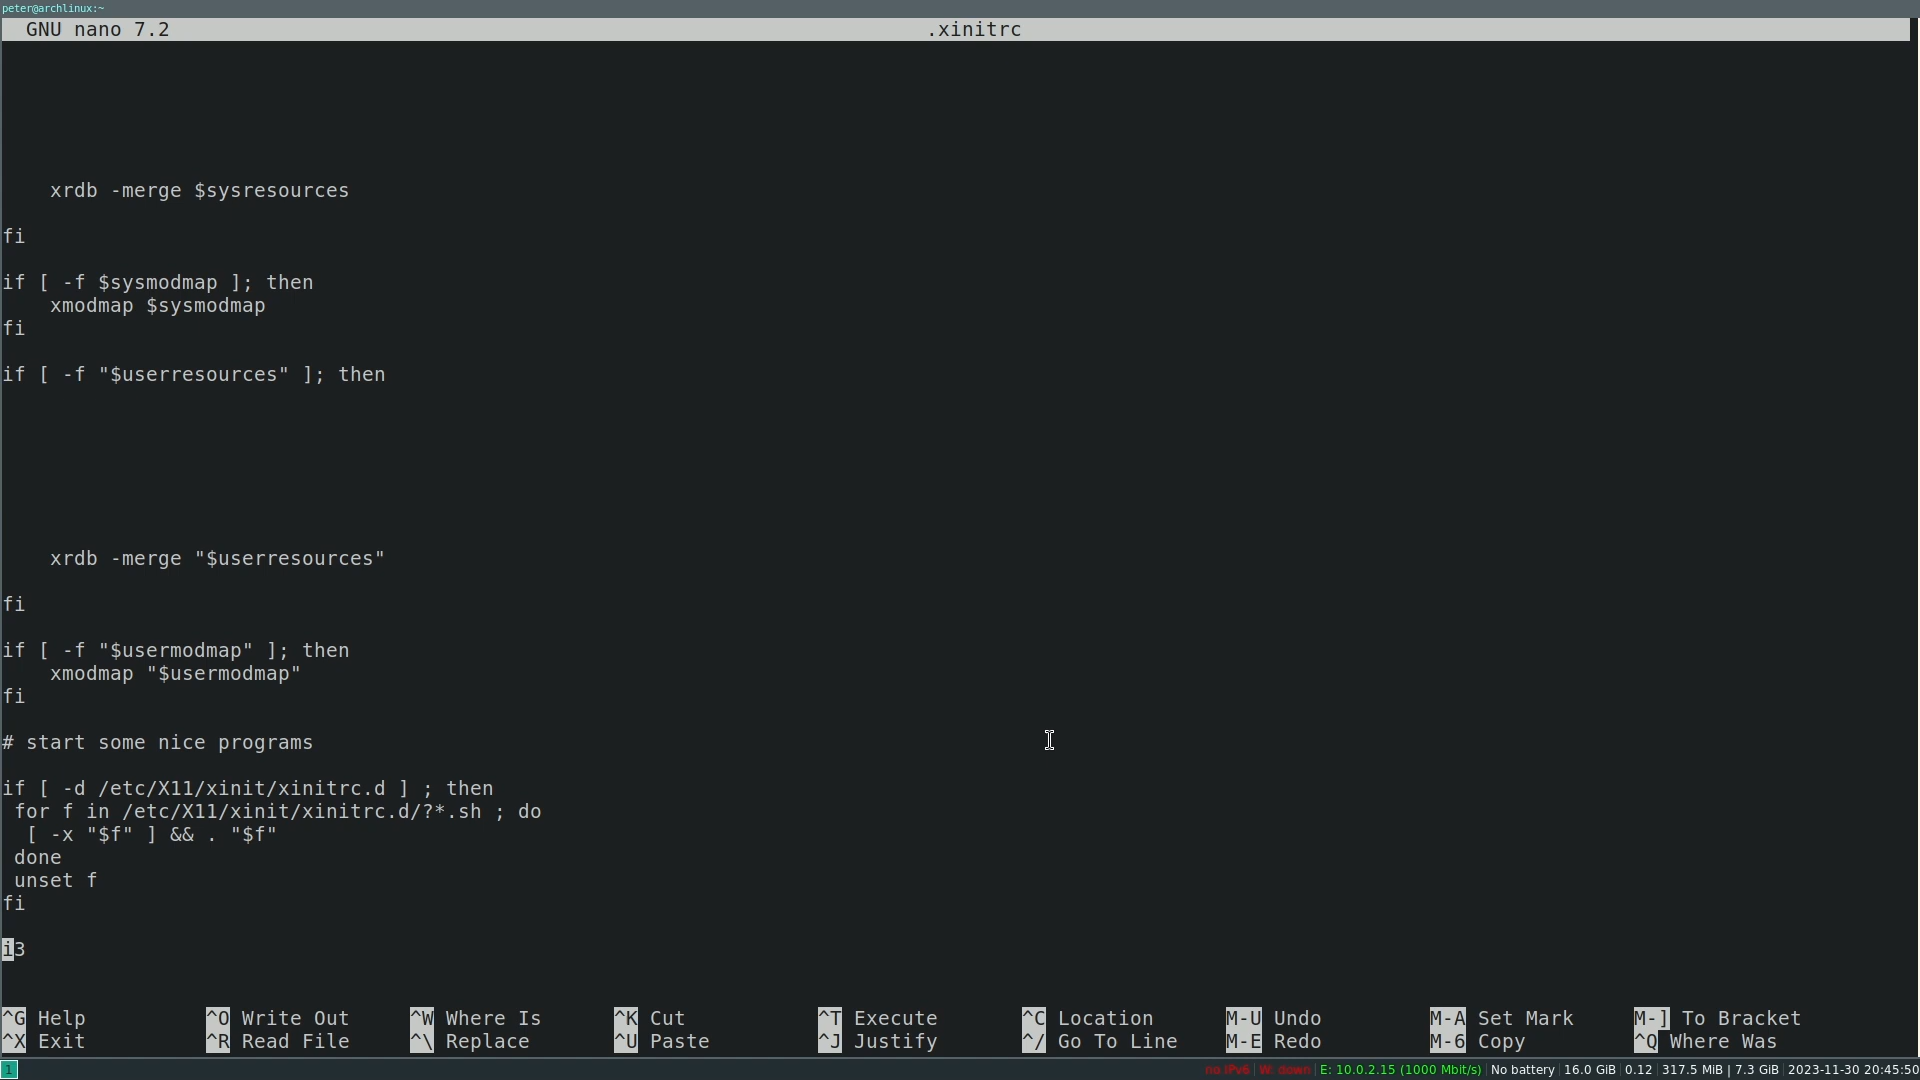 peter@archlinux:~
GNU nano 7.2 .xinitrc
xrdb -merge $sysresources
fi
if [ -f $sysmodmap ]; then
xmodmap $sysmodmap
fi
if [ -f "$userresources" ]; then
xrdb -merge "$userresources"
fi
if [ -f "$usermodmap" ]; then
xmodmap "$usermodmap"
fi
# start some nice programs
if [ -d /etc/X11/xinit/xinitrc.d ] ; then
for f in /etc/X11/xinit/xinitrc.d/?*.sh ; do
[ -x "$f" ] && . "$f"
done
unset f
fi
i3
^G Help ^O Write Out ^W Where Is ^K Cut ^T Execute ^C Location M-U Undo M-A Set Mark M-] To Bracket
^X Exit ^R Read File ^\ Replace ^U Paste ^J Justify ^/ Go To Line M-E Redo M-6 Copy ^Q Where Was
1 no IPv6 | W: down | E: 10.0.2.15 (1000 Mbit/s) | No battery | 16.0 GiB | 0.12 | 317.5 MiB | 7.3 GiB | 2023-11-30 20:45:50